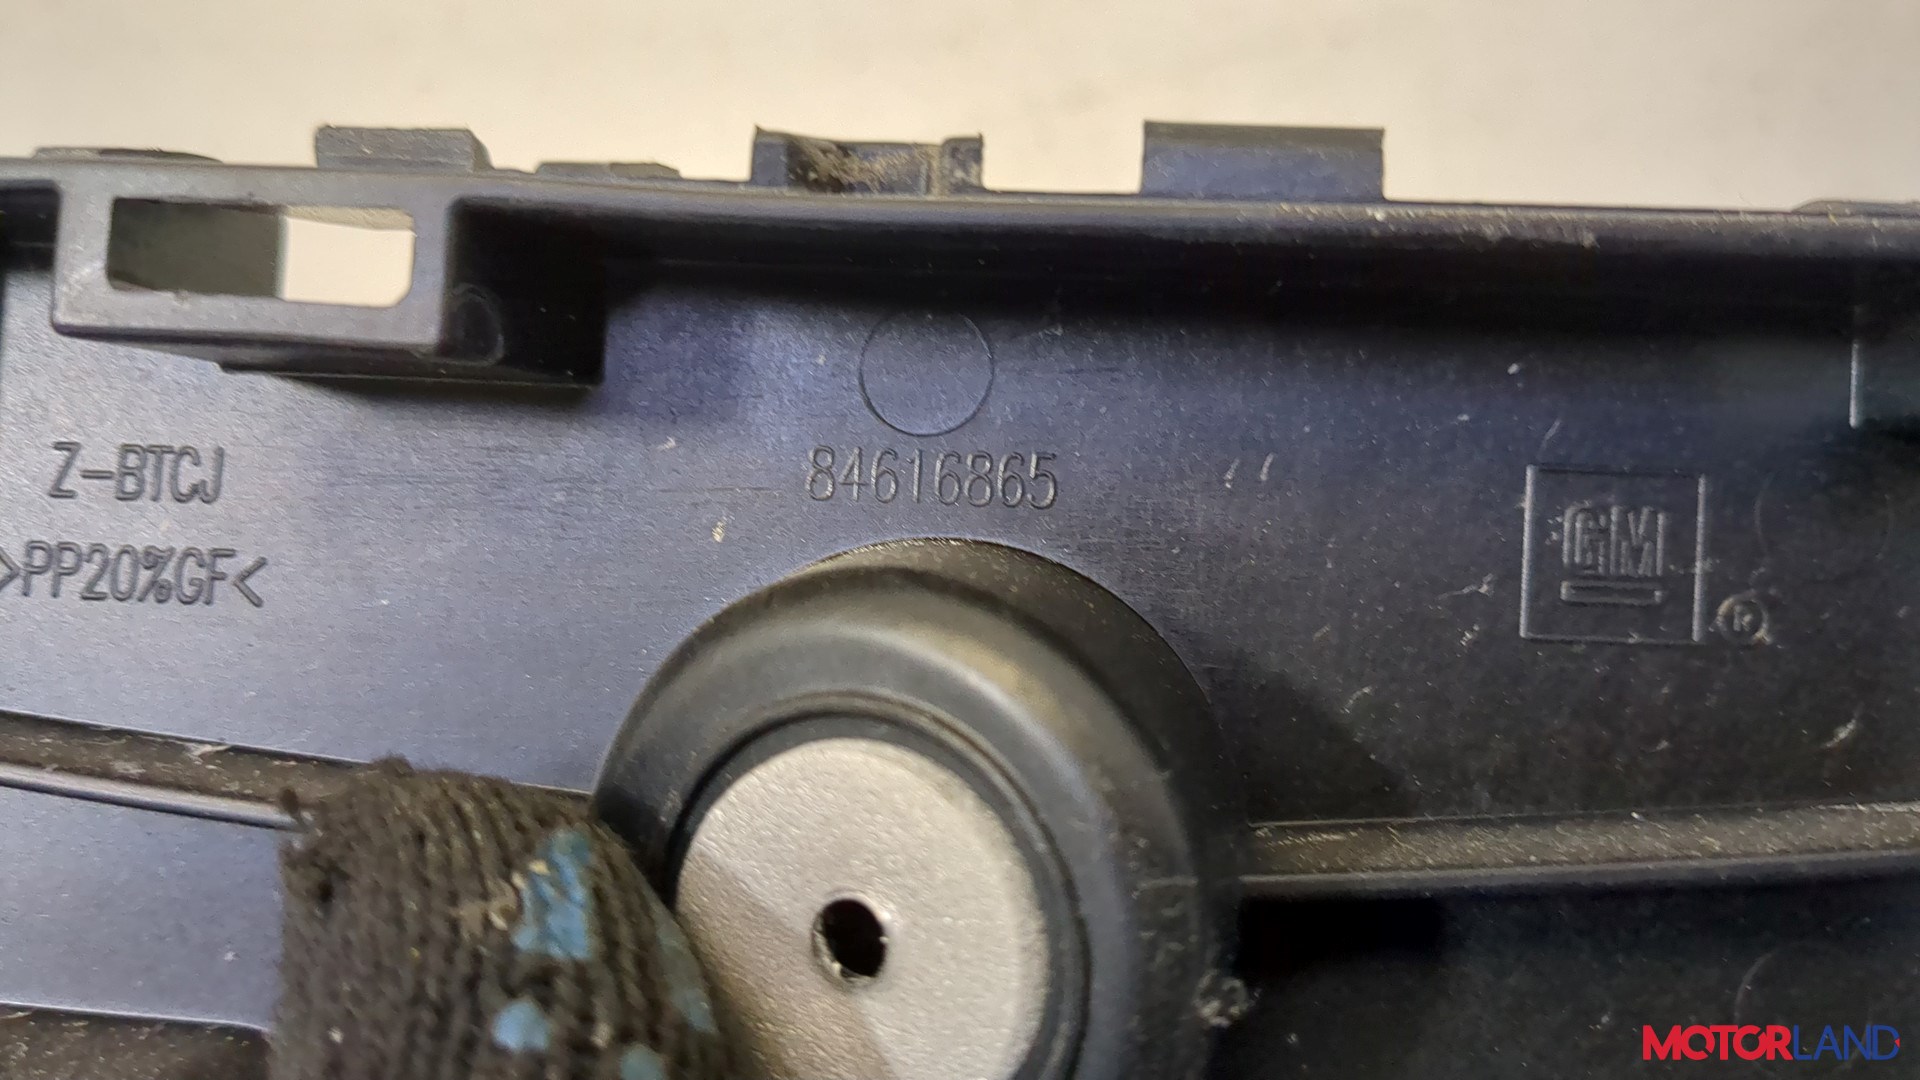 Z-BTCJ
84616865
>PP20%GF<
GM
®
MOTORLAND